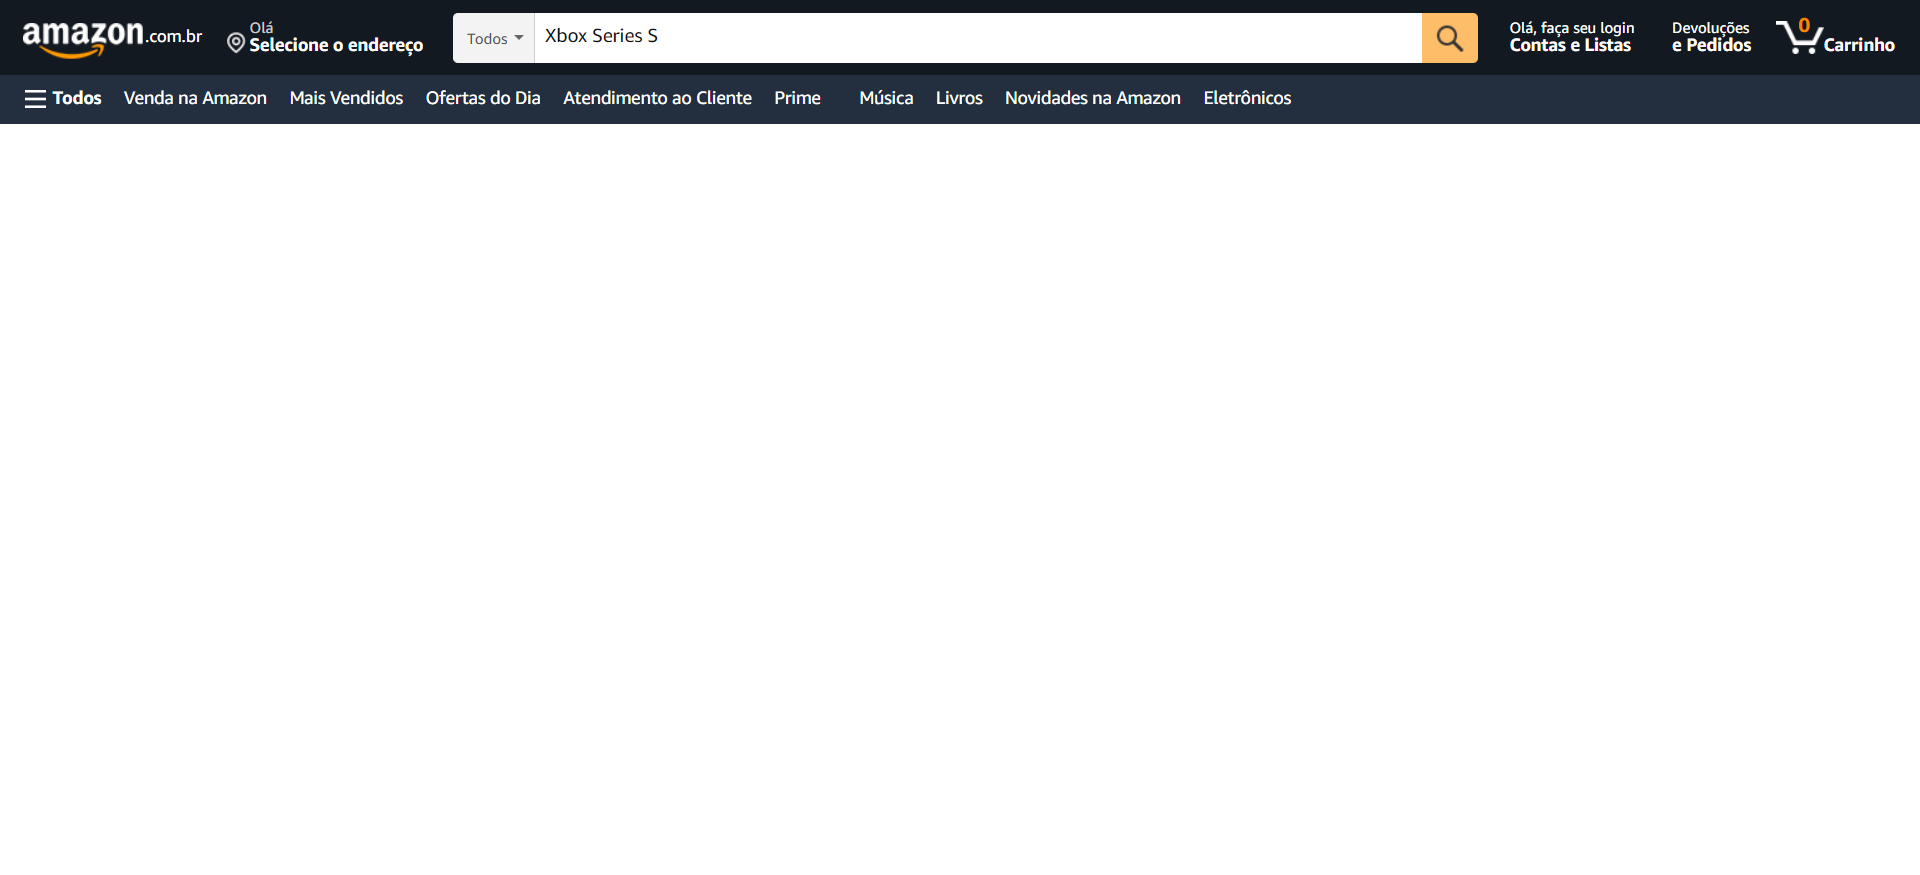 amazon.com.br
Olá
Selecione o endereço
Todos
Xbox Series S
Olá, faça seu login
Contas e Listas
Devoluções
e Pedidos
0
Carrinho
Todos
Venda na Amazon
Mais Vendidos
Ofertas do Dia
Atendimento ao Cliente
Prime
Música
Livros
Novidades na Amazon
Eletrônicos